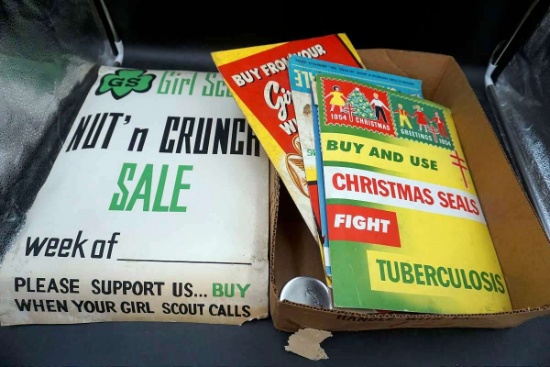 GS Girl
NUT'n CRUNCH
SALE
week of
PLEASE SUPPORT US... BUY
WHEN YOUR GIRL SCOUT CALLS
BUY FROM YOUR
1954 CHRISTMAS GREETINGS 1954
BUY AND USE
CHRISTMAS SEALS
FIGHT
TUBERCULOSIS